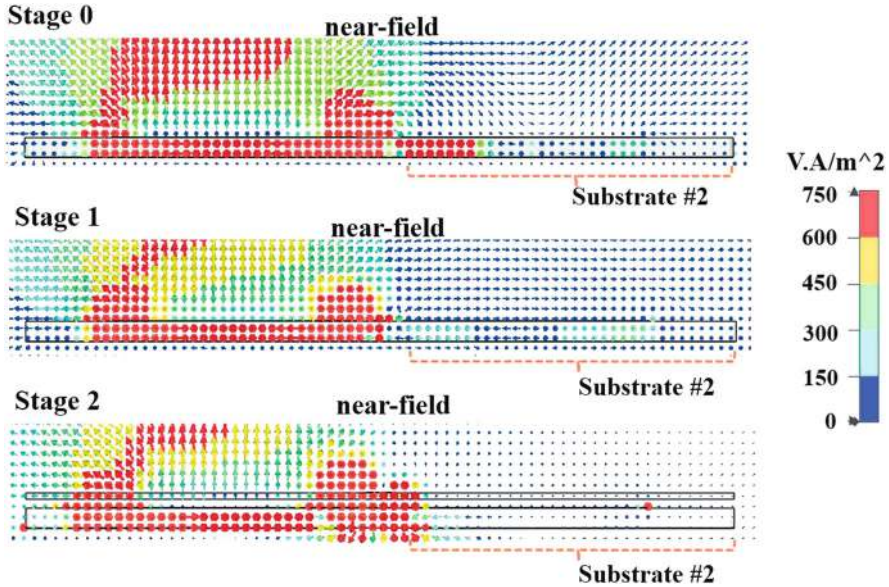 Stage 0
near-field
Substrate #2
Stage 1
near-field
Substrate #2
Stage 2
near-field
Substrate #2
V.A/m^2
750
600
450
300
150
0